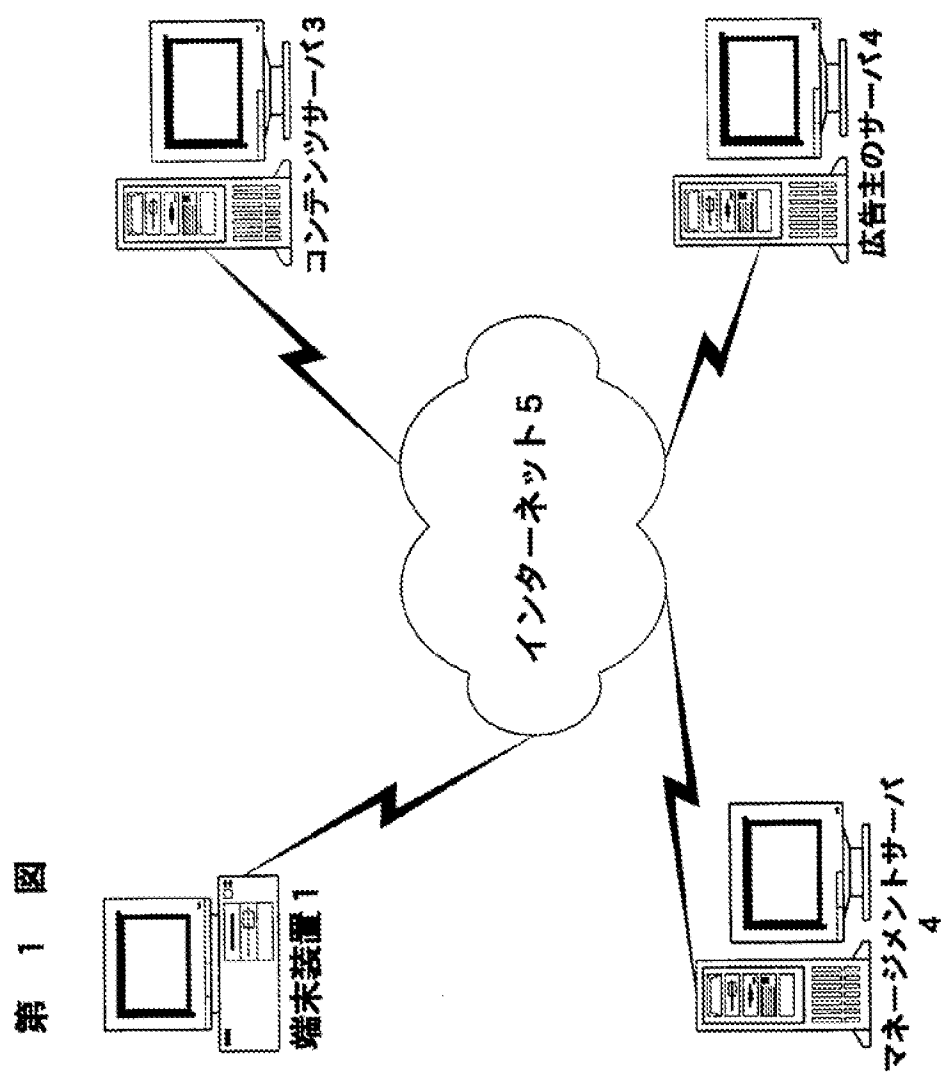 第 1 図
端末装置1
コンテンツサーバ3
インターネット5
マネージメントサーバ
4
広告主のサーバ4